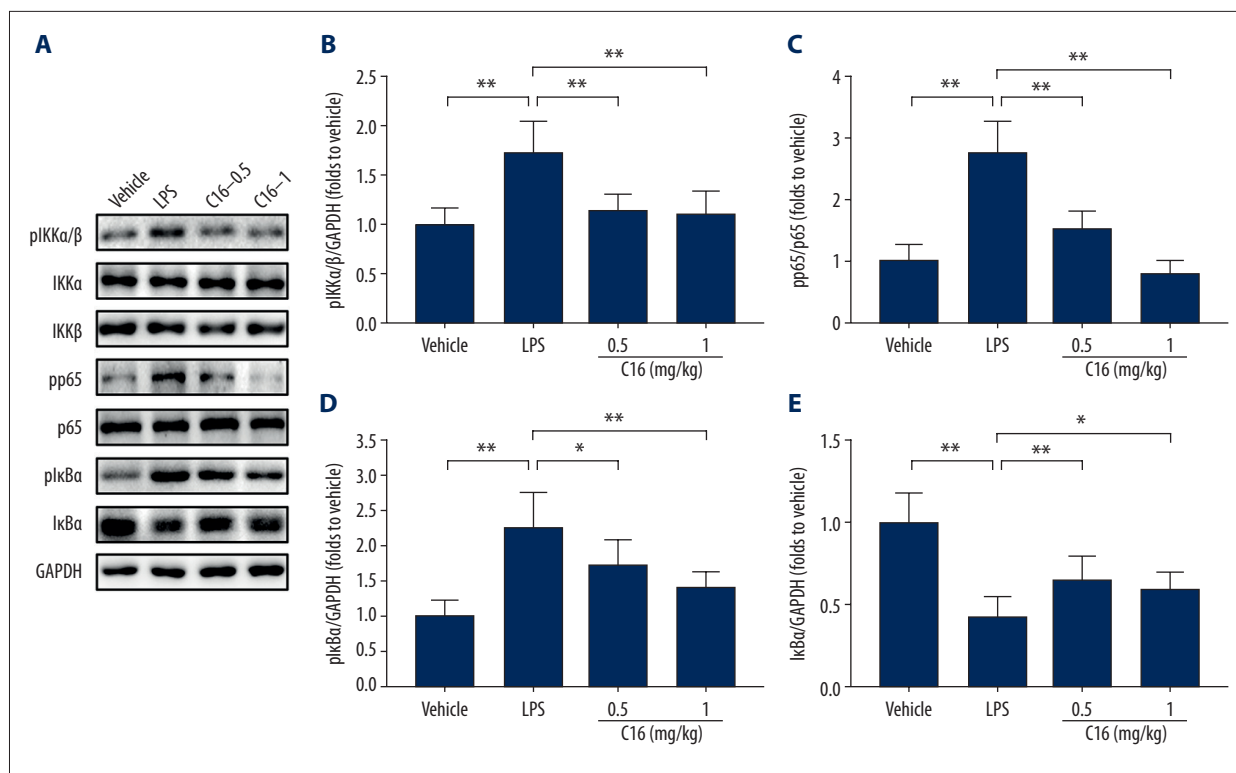 A
Vehicle
LPS
C16–0.5
C16–1
pIKKα/β
IKKα
IKKβ
pp65
p65
pIκBα
IκBα
GAPDH
B
pIKKα/β/GAPDH (folds to vehicle)
2.5
2.0
1.5
1.0
0.5
0.0
**
**
**
Vehicle
LPS
0.5
1
C16 (mg/kg)
C
pp65/p65 (folds to vehicle)
4
3
2
1
0
**
**
**
Vehicle
LPS
0.5
1
C16 (mg/kg)
D
pIκBα/GAPDH (folds to vehicle)
3.5
3.0
2.5
2.0
1.5
1.0
0.5
0.0
**
**
*
Vehicle
LPS
0.5
1
C16 (mg/kg)
E
IκBα/GAPDH (folds to vehicle)
1.5
1.0
0.5
0.0
*
**
**
Vehicle
LPS
0.5
1
C16 (mg/kg)